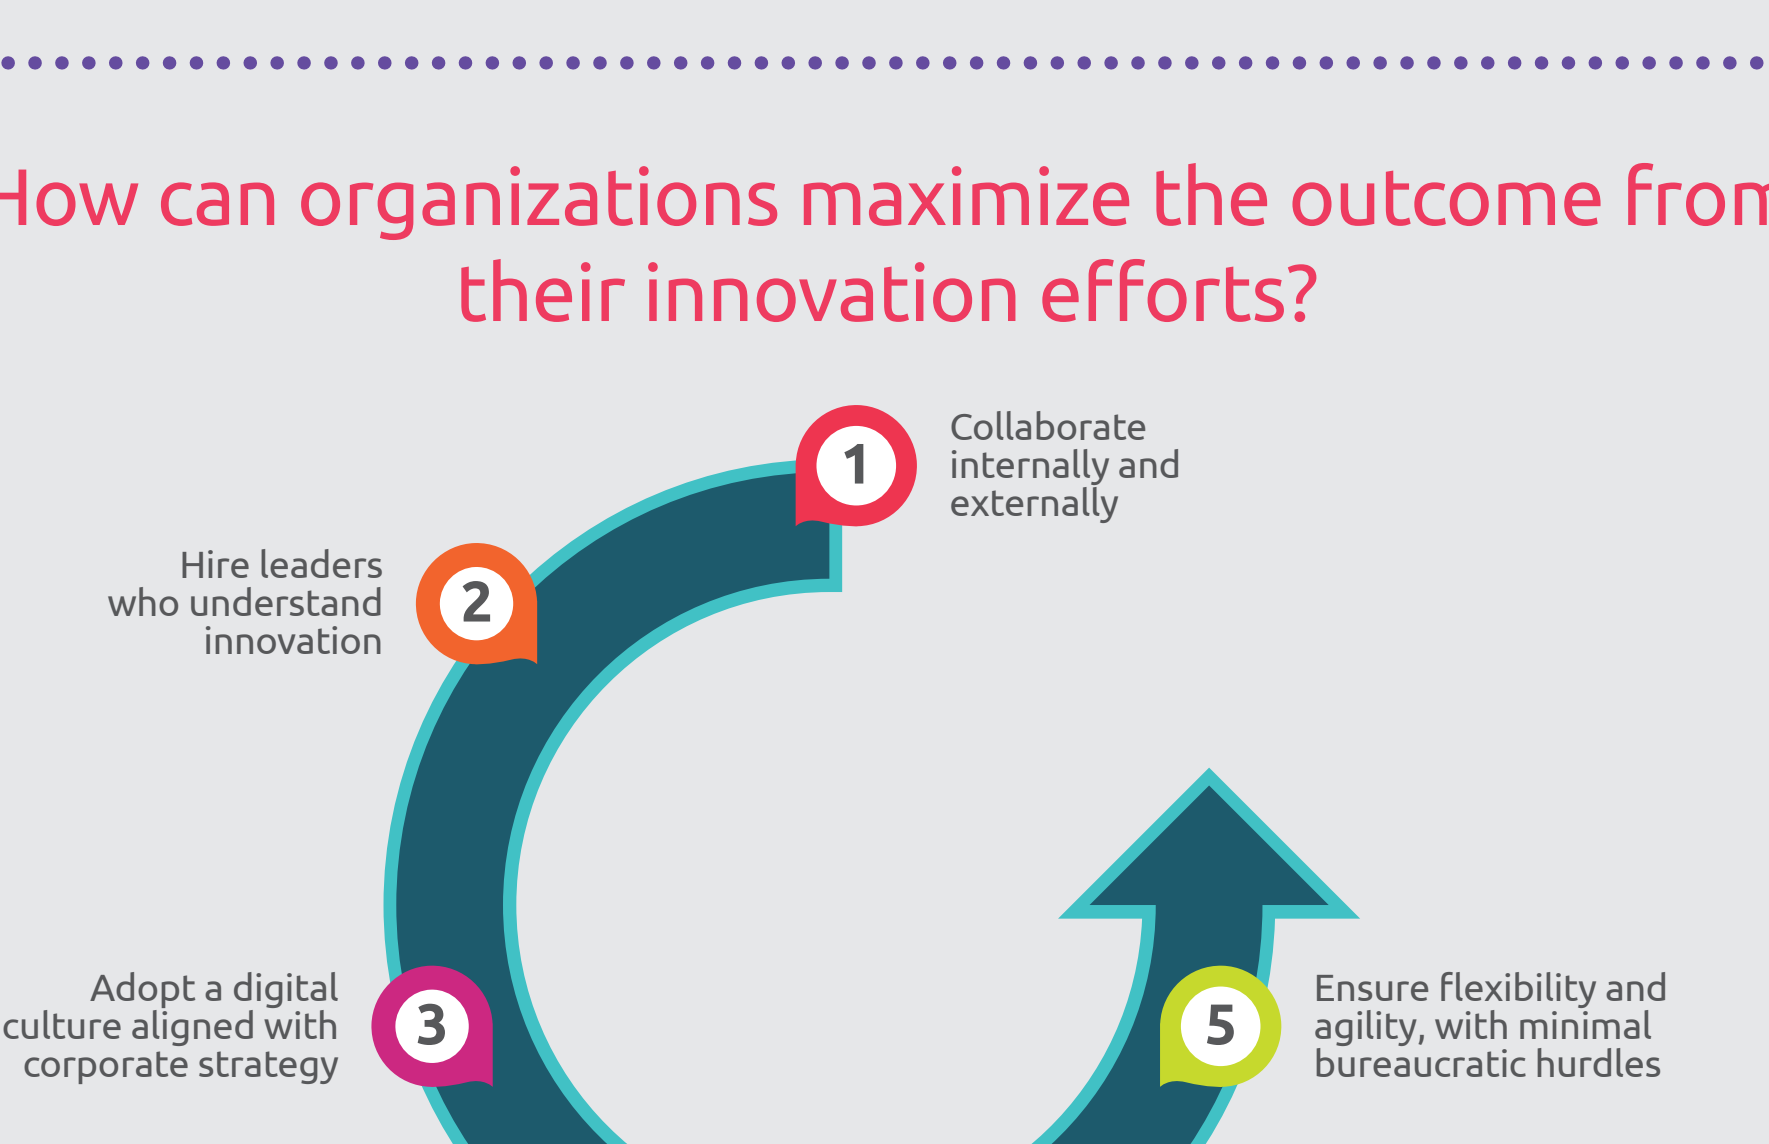 How can organizations maximize the outcome from
their innovation efforts?
1
Collaborate
internally and
externally
2
Hire leaders
who understand
innovation
3
Adopt a digital
culture aligned with
corporate strategy
5
Ensure flexibility and
agility, with minimal
bureaucratic hurdles